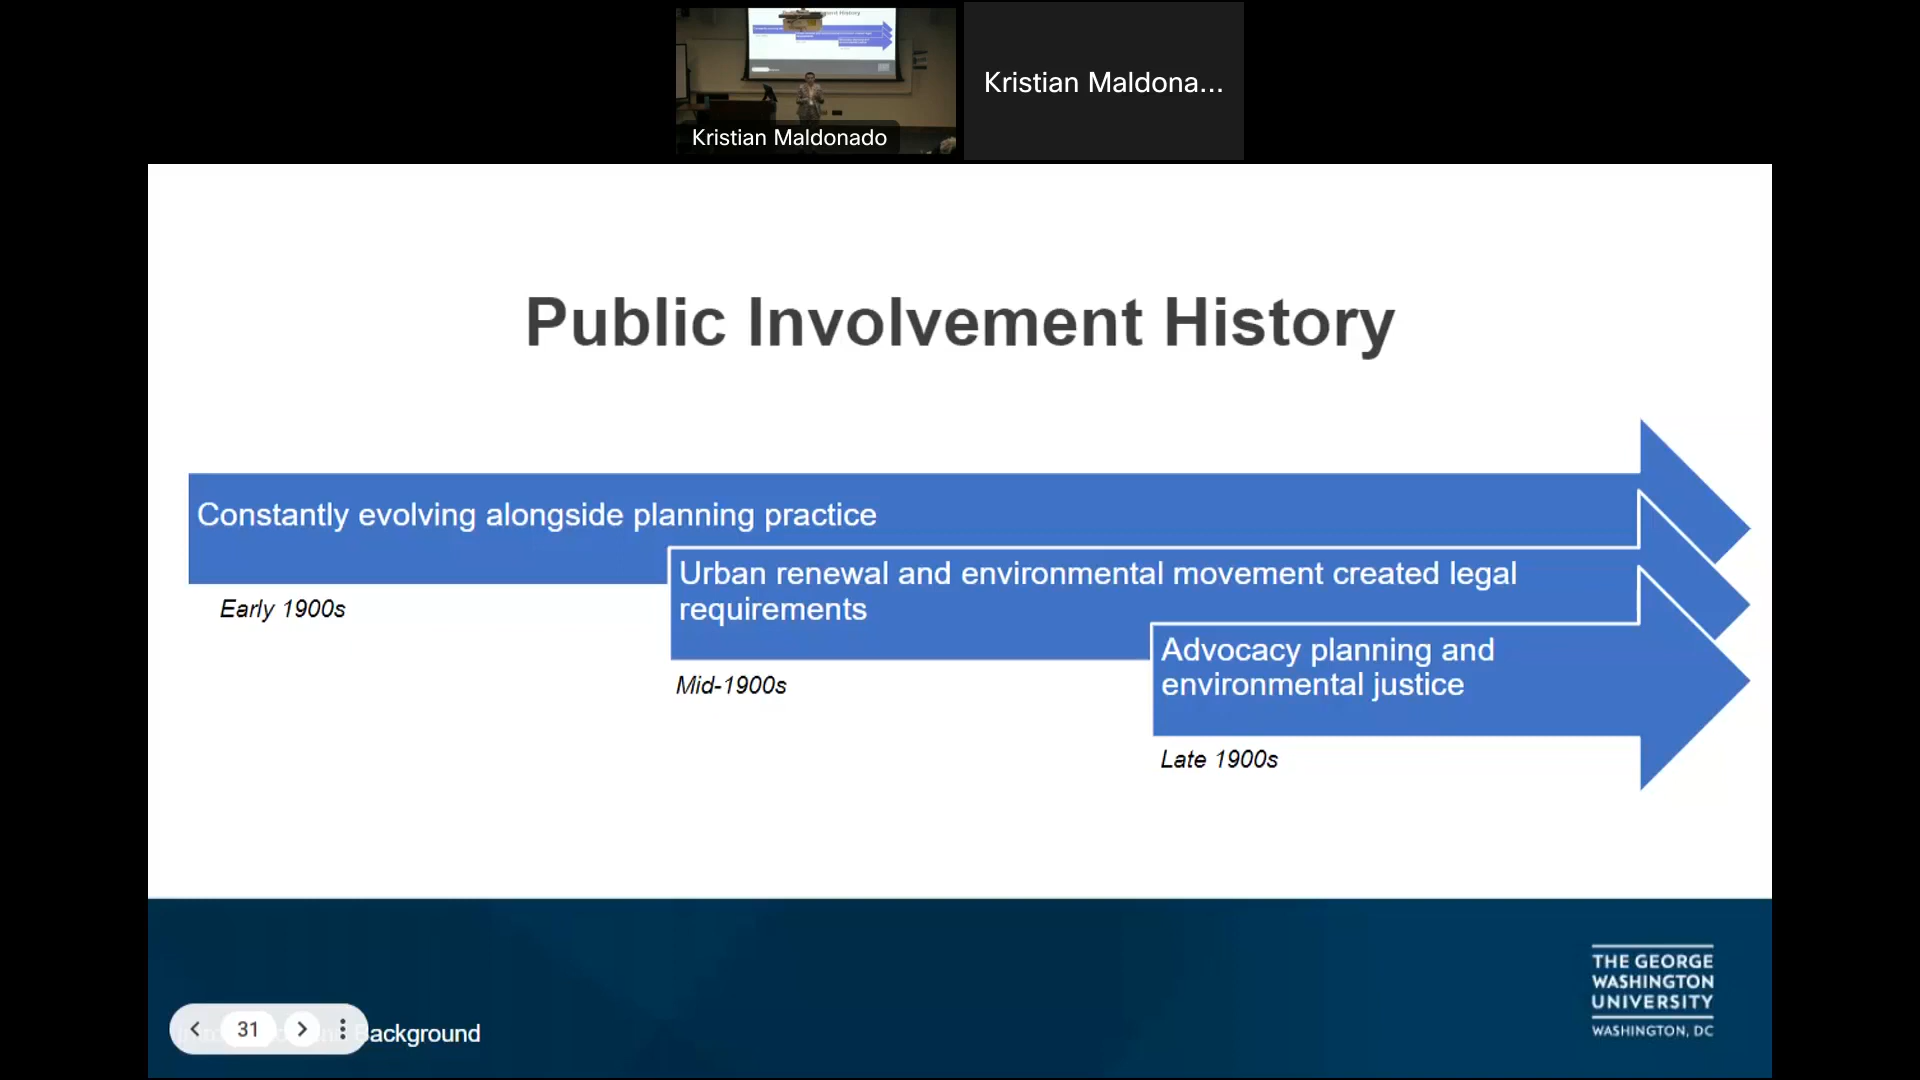 Kristian Maldonado
Kristian Maldona...
Public Involvement History
Constantly evolving alongside planning practice
Early 1900s
Urban renewal and environmental movement created legal
requirements
Mid-1900s
Advocacy planning and
environmental justice
Late 1900s
31
Background
THE GEORGE
WASHINGTON
UNIVERSITY
WASHINGTON, DC